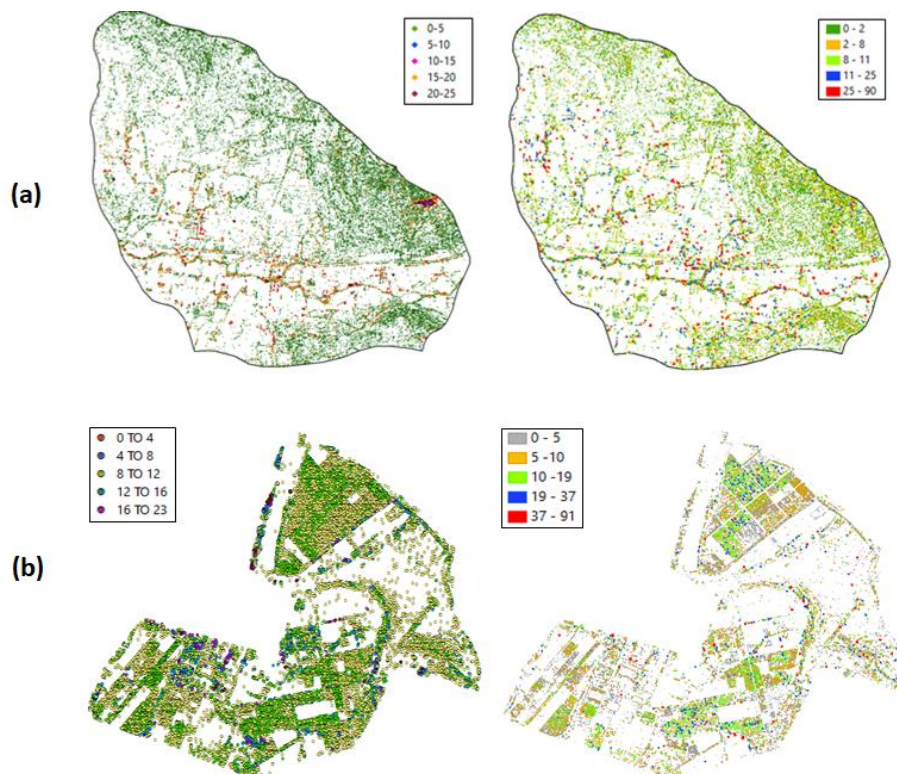 0-5
5-10
10-15
15-20
20-25
0 - 2
2 - 8
8 - 11
11 - 25
25 - 90
(a)
0 TO 4
4 TO 8
8 TO 12
12 TO 16
16 TO 23
0 - 5
5 - 10
10 -19
19 - 37
37 - 91
(b)